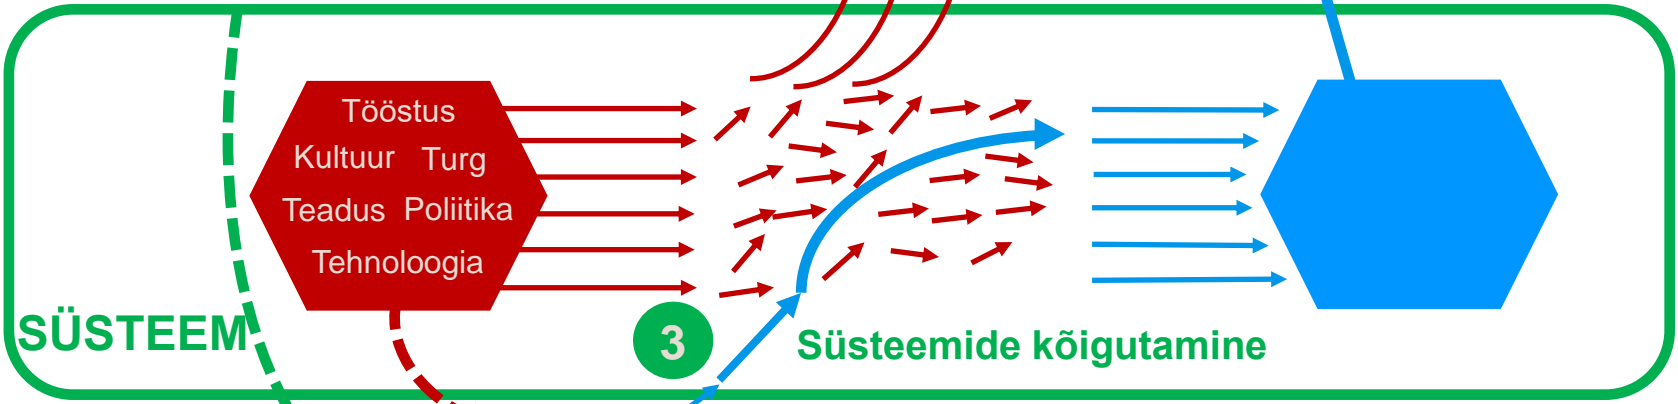 Tööstus
Kultuur Turg
Teadus Poliitika
Tehnoloogia
SÜSTEEM
3
Süsteemide kõigutamine